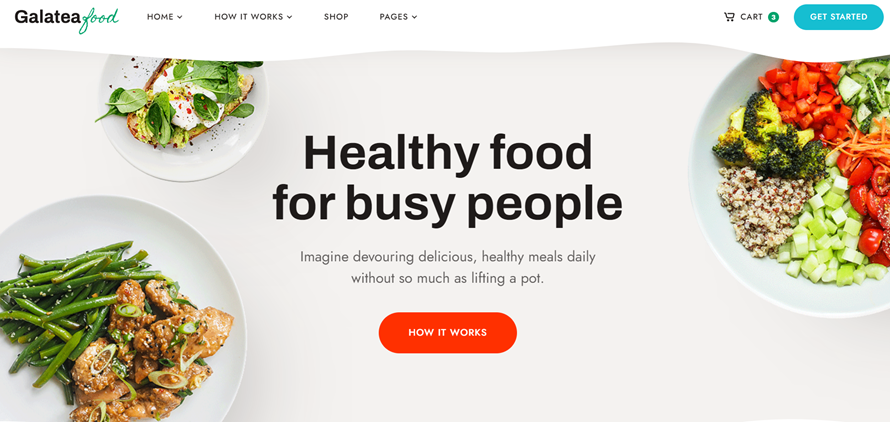 Galatea food
HOME
HOW IT WORKS
SHOP
PAGES
CART 3
GET STARTED
Healthy food
for busy people
Imagine devouring delicious, healthy meals daily
without so much as lifting a pot.
HOW IT WORKS